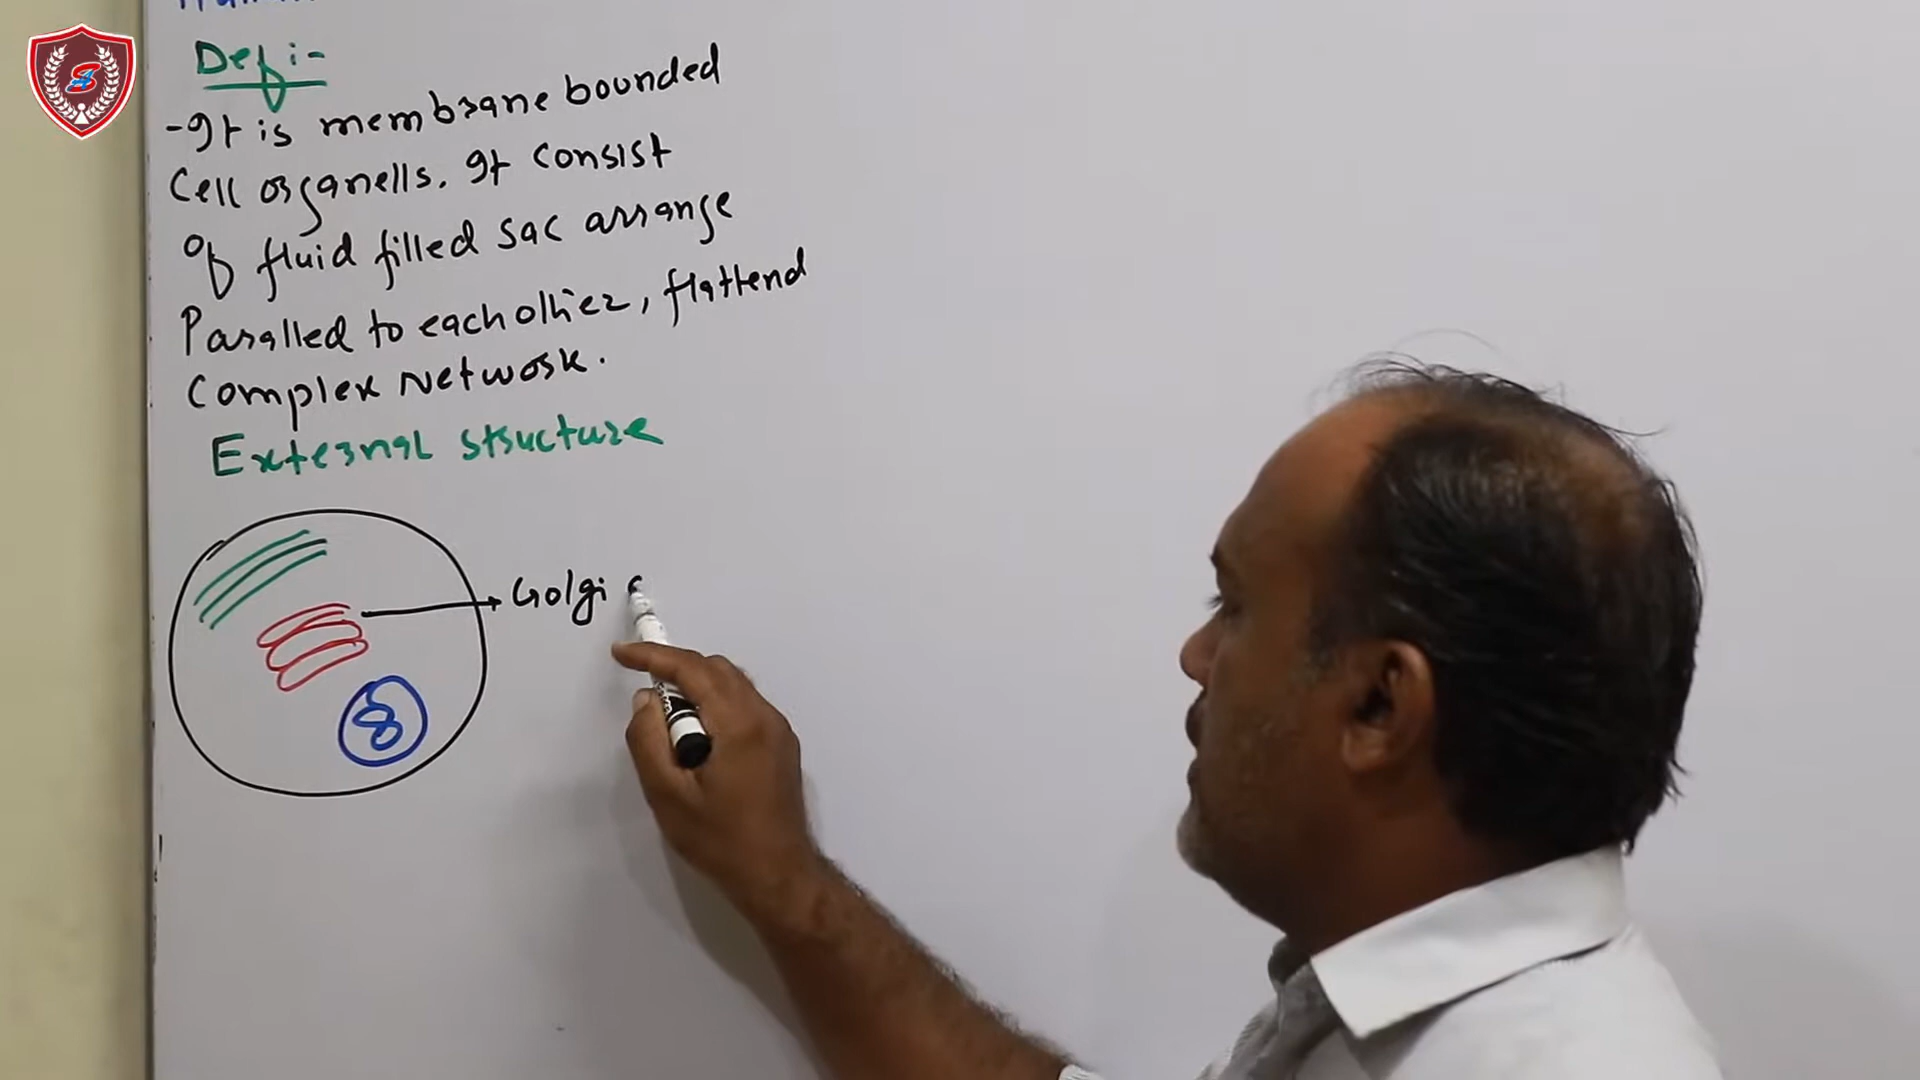 Defi-
-It is membrane bounded
Cell organells. It consist
of fluid filled sac arrange
Paralled to each other, flattend
Complex Network.
External structure
Golgi a